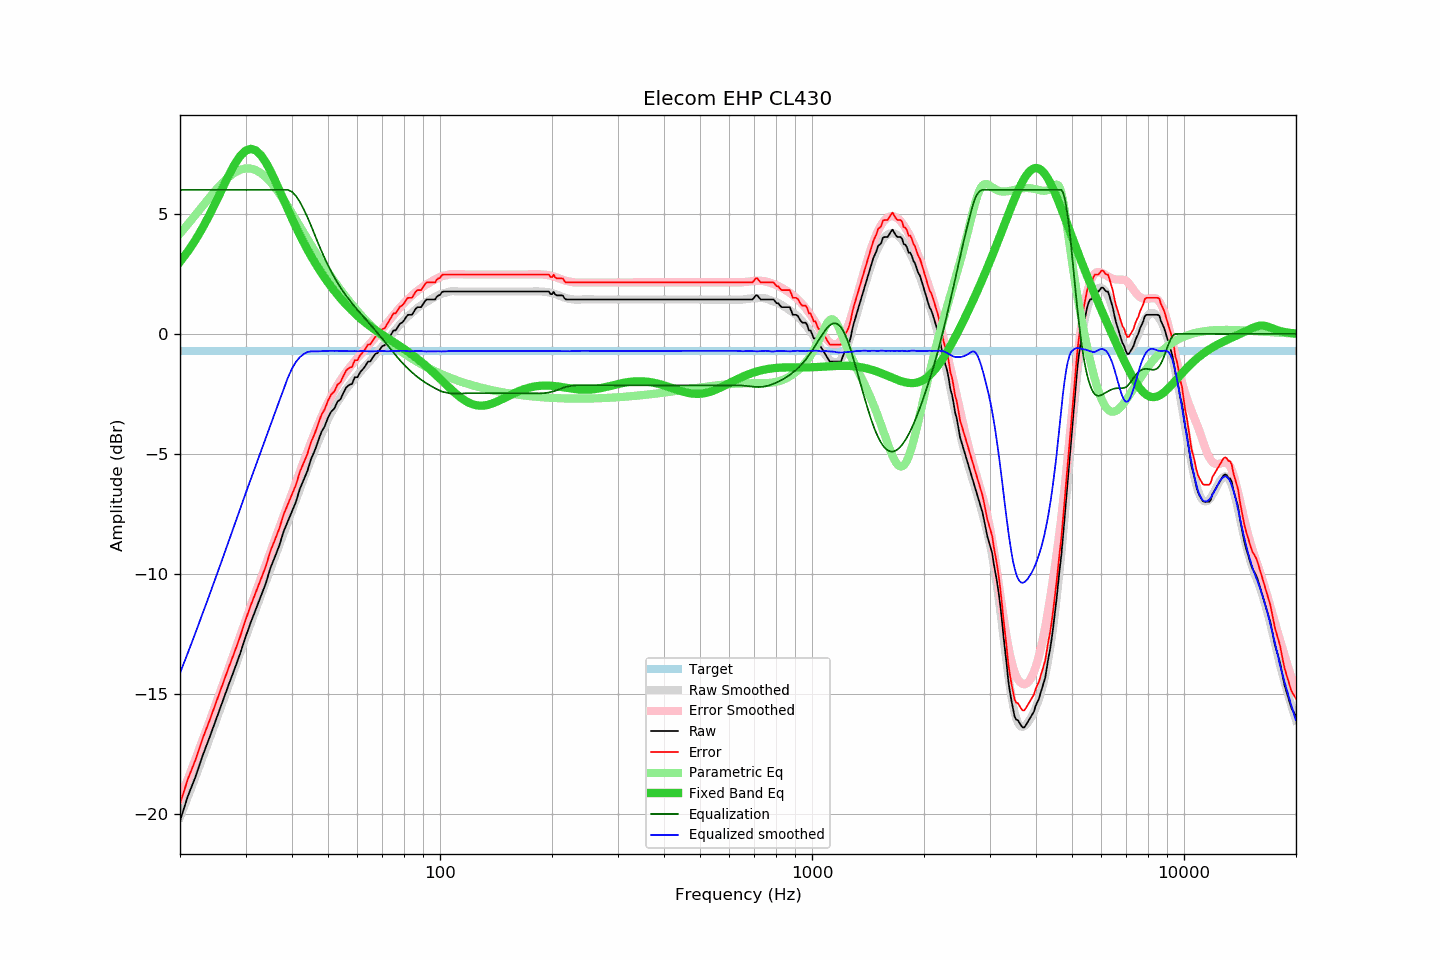 Elecom EHP CL430
5
0
−5
−10
−15
−20
Amplitude (dBr)
Target
Raw Smoothed
Error Smoothed
Raw
Error
Parametric Eq
Fixed Band Eq
Equalization
Equalized smoothed
100
1000
10000
Frequency (Hz)